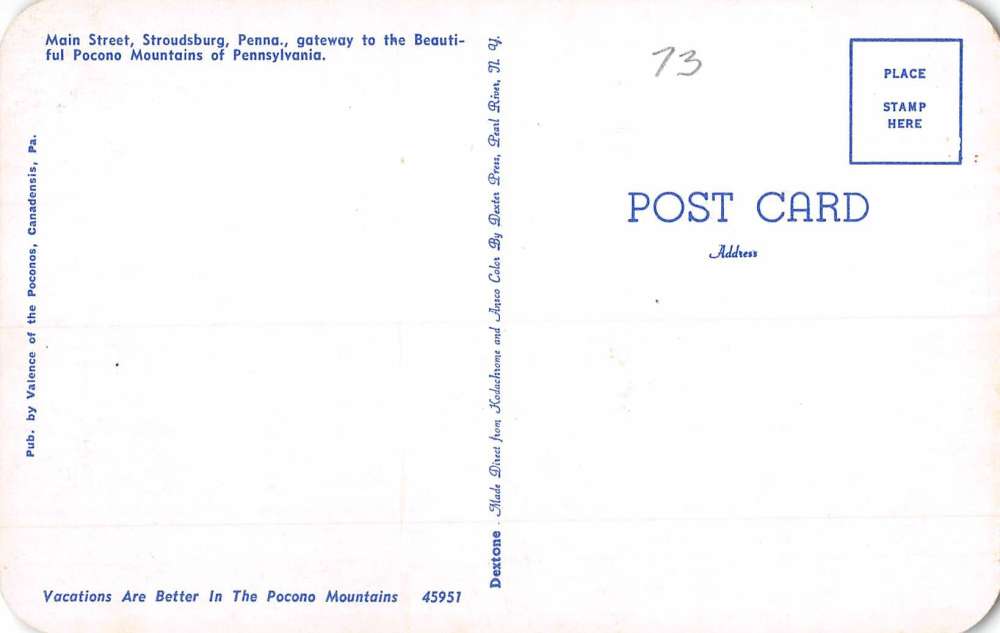 Main Street, Stroudsburg, Penna., gateway to the Beauti-
ful Pocono Mountains of Pennsylvania.
Pub. by Valence of the Poconos, Canadensis, Pa.
Vacations Are Better In The Pocono Mountains 45951
Dextone . Made Direct from Kodachrome and Ansco Color By Dexter Press, Pearl River, N. Y.
73
PLACE
STAMP
HERE
POST CARD
Address